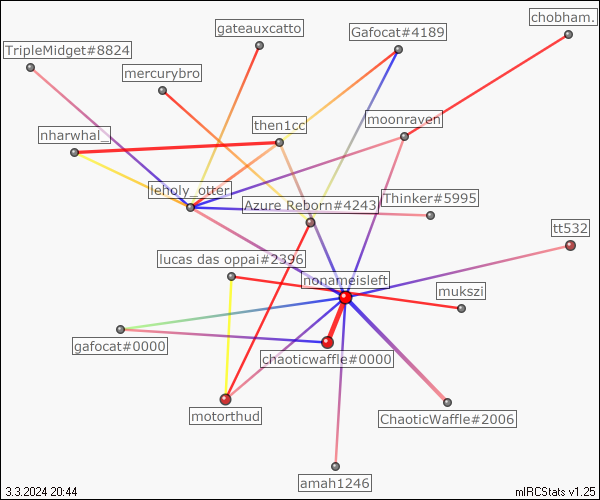 chobham.
gateauxcatto
Gafocat#4189
TripleMidget#8824
mercurybro
moonraven
then1cc
nharwhal_
leholy_otter
Thinker#5995
Azure Reborn#4243
tt532
lucas das oppai#2396
nonameisleft
mukszi
gafocat#0000
chaoticwaffle#0000
motorthud
ChaoticWaffle#2006
amah1246
3.3.2024 20:44
mIRCStats v1.25